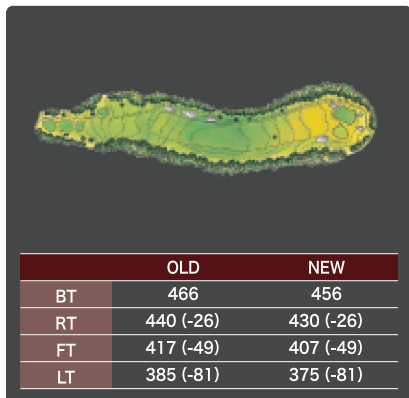 OLD NEW
BT 466 456
RT 440 (-26) 430 (-26)
FT 417 (-49) 407 (-49)
LT 385 (-81) 375 (-81)